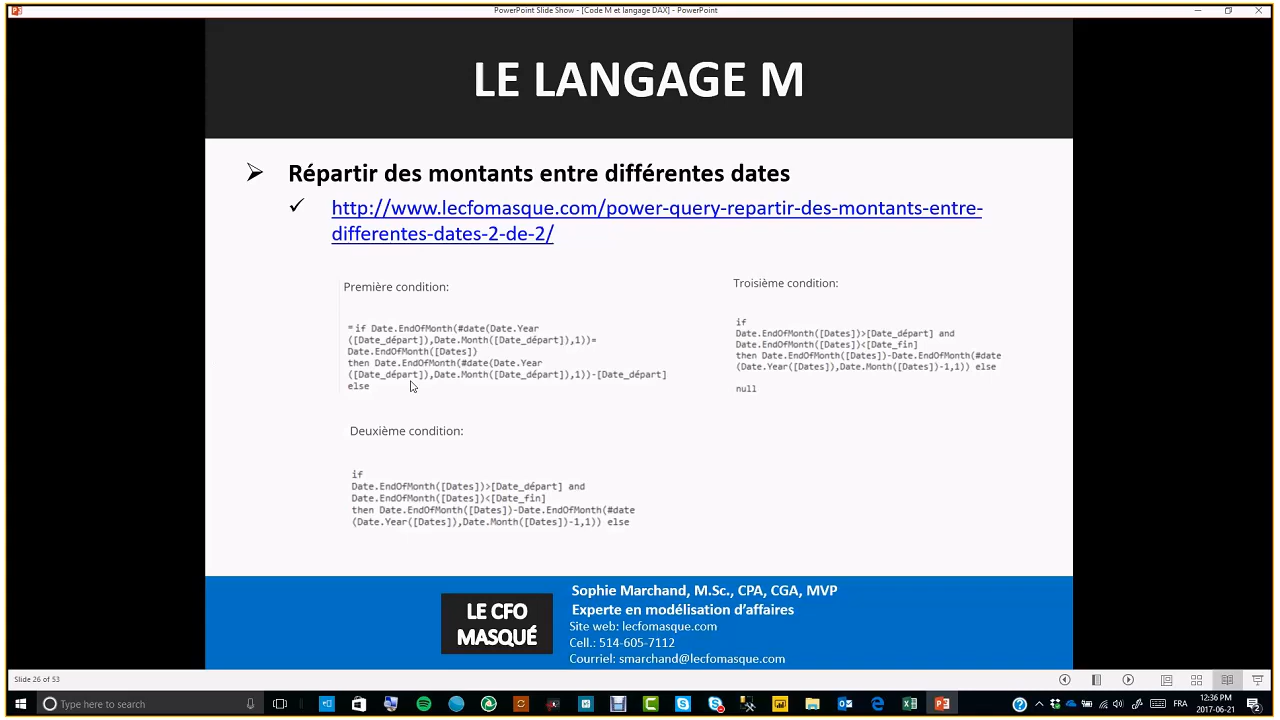 PowerPoint Slide Show - [Code M et langage DAX] - PowerPoint
LE LANGAGE M
Répartir des montants entre différentes dates
http://www.lecfomasque.com/power-query-repartir-des-montants-entre-
differentes-dates-2-de-2/
Première condition:
=if Date.EndOfMonth(#date(Date.Year
([Date_départ]),Date.Month([Date_départ]),1))=
Date.EndOfMonth([Dates])
then Date.EndOfMonth(#date(Date.Year
([Date_départ]),Date.Month([Date_départ]),1))-[Date_départ]
else
Deuxième condition:
if
Date.EndOfMonth([Dates])>[Date_départ] and
Date.EndOfMonth([Dates])<[Date_fin]
then Date.EndOfMonth([Dates])-Date.EndOfMonth(#date
(Date.Year([Dates]),Date.Month([Dates])-1,1)) else
Troisième condition:
if
Date.EndOfMonth([Dates])>[Date_départ] and
Date.EndOfMonth([Dates])<[Date_fin]
then Date.EndOfMonth([Dates])-Date.EndOfMonth(#date
(Date.Year([Dates]),Date.Month([Dates])-1,1)) else
null
LE CFO
MASQUÉ
Sophie Marchand, M.Sc., CPA, CGA, MVP
Experte en modélisation d'affaires
Site web: lecfomasque.com
Cell.: 514-605-7112
Courriel: smarchand@lecfomasque.com
Slide 26 of 53
Type here to search
FRA
12:36 PM
2017-06-21